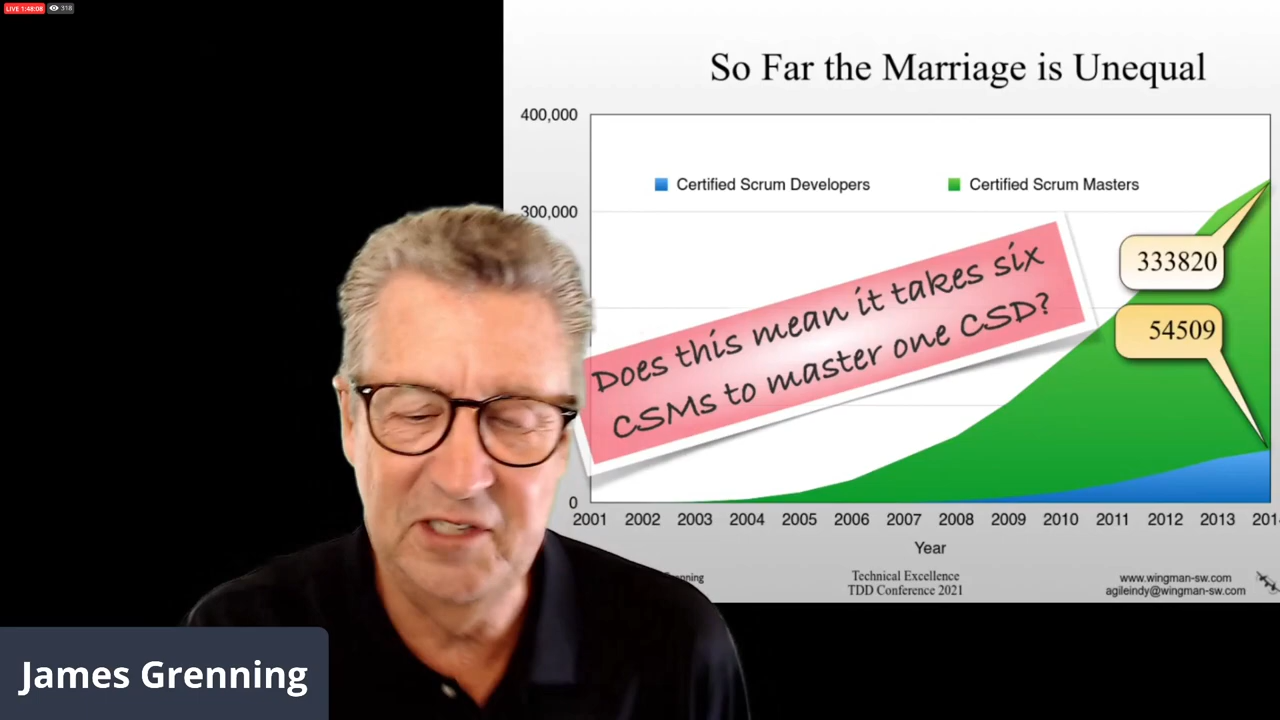 LIVE 1:48:08
318
So Far the Marriage is Unequal
400,000
Certified Scrum Developers
Certified Scrum Masters
300,000
333820
Does this mean it takes six
CSMs to master one CSD?
54509
0
2001 2002 2003 2004 2005 2006 2007 2008 2009 2010 2011 2012 2013
Year
Technical Excellence
TDD Conference 2021
www.wingman-sw.com
agileindy@wingman-sw.com
James Grenning